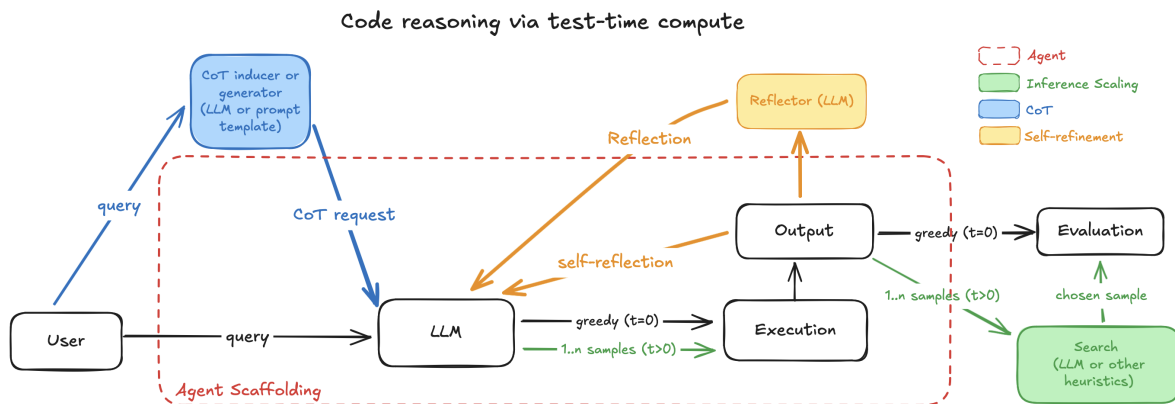 Code reasoning via test-time compute
CoT inducer or
generator
(LLM or prompt
template)
Reflector (LLM)
Agent
Inference Scaling
CoT
Self-refinement
Reflection
query
CoT request
Output
greedy (t=0)
Evaluation
self-reflection
1..n samples (t>0)
chosen sample
User
query
LLM
greedy (t=0)
1..n samples (t>0)
Execution
Search
(LLM or other
heuristics)
Agent Scaffolding